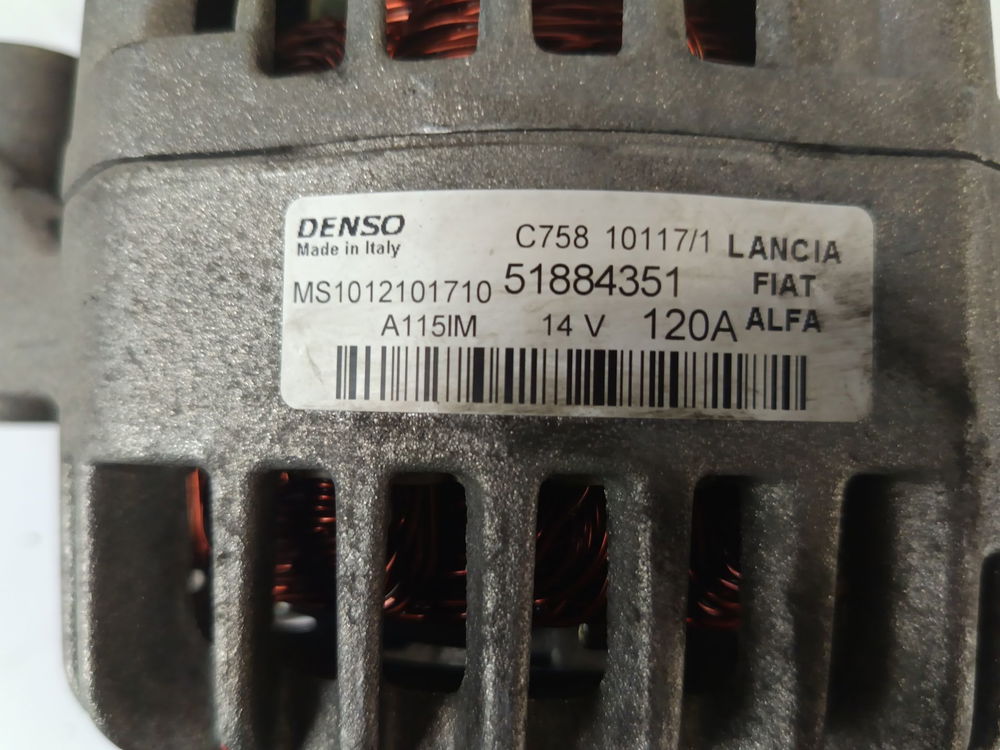 DENSO
Made in Italy
C758 10117/1
LANCIA
MS1012101710
51884351
FIAT
A115IM
14 V
120A
ALFA